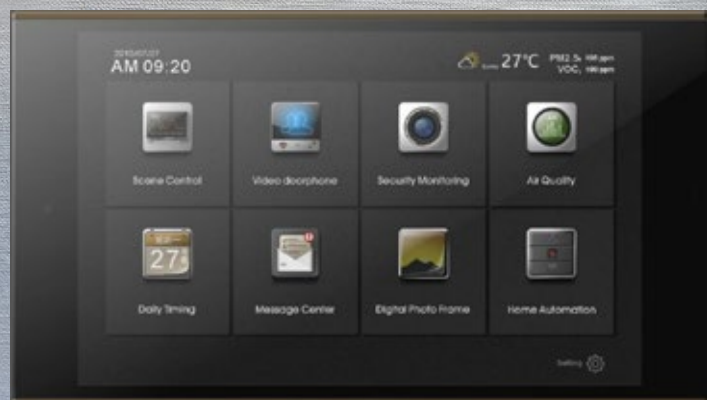 AM 09:20
27°C PM2.5,
VOC,
Scene Control
Video doorphone
Security Monitoring
Air Quality
27
Daily Timing
Message Center
Digital Photo Frame
Home Automation
Setting